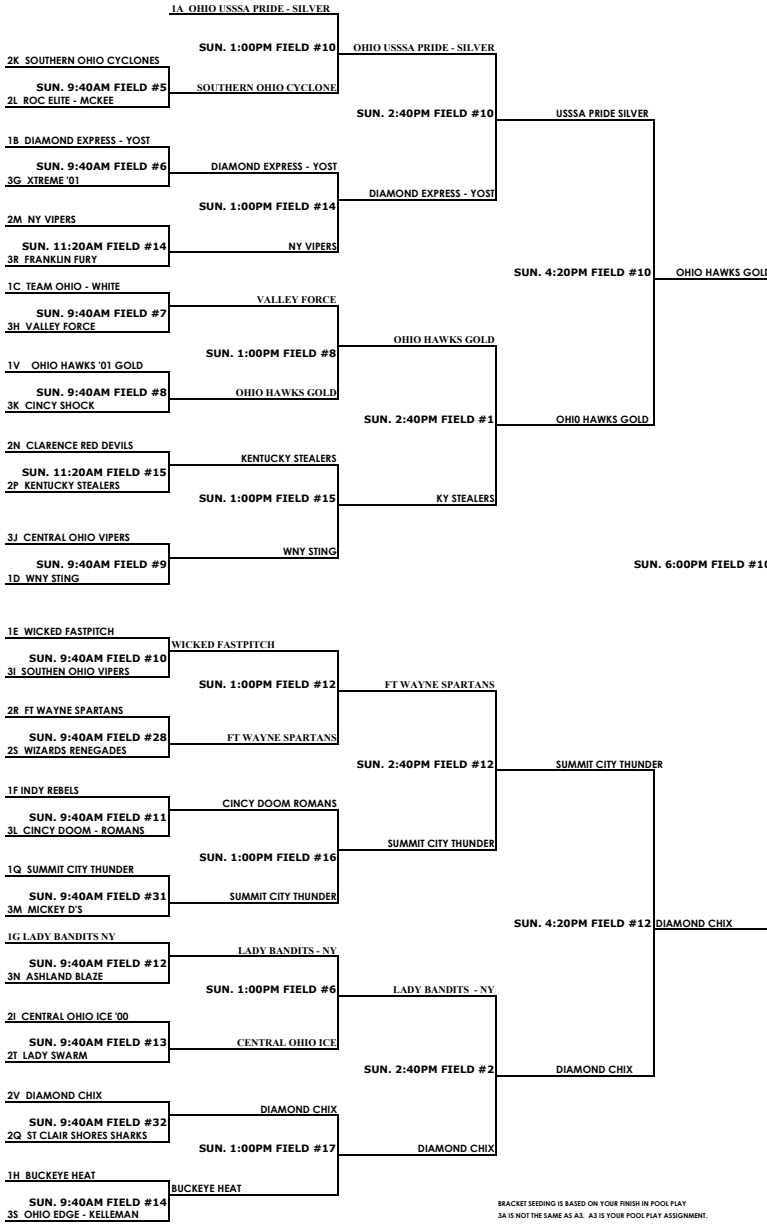 1A OHIO USSSA PRIDE - SILVER
SUN. 1:00PM FIELD #10
OHIO USSSA PRIDE - SILVER
2K SOUTHERN OHIO CYCLONES
SUN. 9:40AM FIELD #5
SOUTHERN OHIO CYCLONE
2L ROC ELITE - MCKEE
SUN. 2:40PM FIELD #10
USSSA PRIDE SILVER
1B DIAMOND EXPRESS - YOST
SUN. 9:40AM FIELD #6
DIAMOND EXPRESS - YOST
3G XTREME '01
DIAMOND EXPRESS - YOST
SUN. 1:00PM FIELD #14
2M NY VIPERS
SUN. 11:20AM FIELD #14
NY VIPERS
3R FRANKLIN FURY
SUN. 4:20PM FIELD #10
OHIO HAWKS GOLD
1C TEAM OHIO - WHITE
VALLEY FORCE
SUN. 9:40AM FIELD #7
3H VALLEY FORCE
OHIO HAWKS GOLD
SUN. 1:00PM FIELD #8
1V OHIO HAWKS '01 GOLD
SUN. 9:40AM FIELD #8
OHIO HAWKS GOLD
3K CINCY SHOCK
SUN. 2:40PM FIELD #1
OHI0 HAWKS GOLD
2N CLARENCE RED DEVILS
KENTUCKY STEALERS
SUN. 11:20AM FIELD #15
2P KENTUCKY STEALERS
SUN. 1:00PM FIELD #15
KY STEALERS
3J CENTRAL OHIO VIPERS
WNY STING
SUN. 9:40AM FIELD #9
SUN. 6:00PM FIELD #10
1D WNY STING
1E WICKED FASTPITCH
WICKED FASTPITCH
SUN. 9:40AM FIELD #10
3I SOUTHEN OHIO VIPERS
SUN. 1:00PM FIELD #12
FT WAYNE SPARTANS
2R FT WAYNE SPARTANS
SUN. 9:40AM FIELD #28
FT WAYNE SPARTANS
2S WIZARDS RENEGADES
SUN. 2:40PM FIELD #12
SUMMIT CITY THUNDER
1F INDY REBELS
CINCY DOOM ROMANS
SUN. 9:40AM FIELD #11
3L CINCY DOOM - ROMANS
SUMMIT CITY THUNDER
SUN. 1:00PM FIELD #16
1Q SUMMIT CITY THUNDER
SUN. 9:40AM FIELD #31
SUMMIT CITY THUNDER
3M MICKEY D'S
SUN. 4:20PM FIELD #12
DIAMOND CHIX
1G LADY BANDITS NY
LADY BANDITS - NY
SUN. 9:40AM FIELD #12
3N ASHLAND BLAZE
SUN. 1:00PM FIELD #6
LADY BANDITS - NY
2I CENTRAL OHIO ICE '00
SUN. 9:40AM FIELD #13
CENTRAL OHIO ICE
2T LADY SWARM
SUN. 2:40PM FIELD #2
DIAMOND CHIX
2V DIAMOND CHIX
DIAMOND CHIX
SUN. 9:40AM FIELD #32
2Q ST CLAIR SHORES SHARKS
SUN. 1:00PM FIELD #17
DIAMOND CHIX
1H BUCKEYE HEAT
BUCKEYE HEAT
SUN. 9:40AM FIELD #14
3S OHIO EDGE - KELLEMAN
BRACKET SEEDING IS BASED ON YOUR FINISH IN POOL PLAY
3A IS NOT THE SAME AS A3. A3 IS YOUR POOL PLAY ASSIGNMENT.